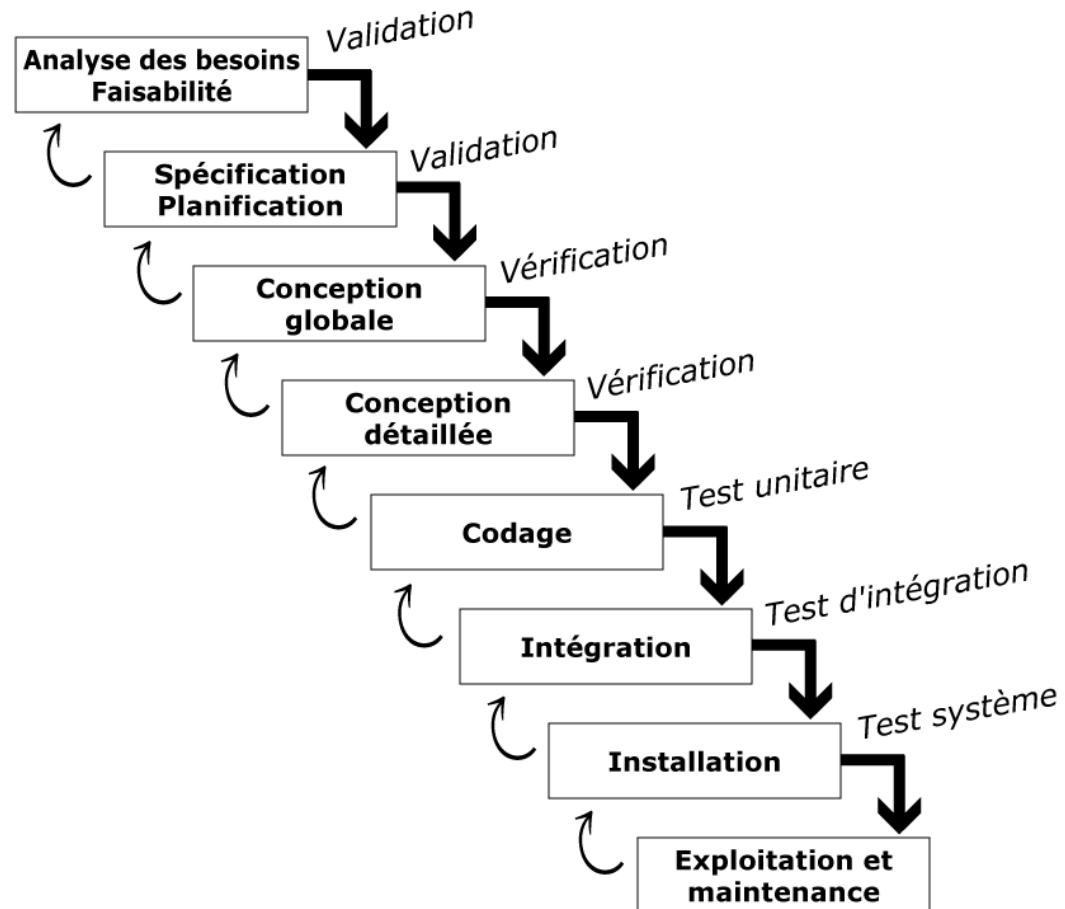 Validation
Analyse des besoins
Faisabilité
Validation
Spécification
Planification
Vérification
Conception
globale
Vérification
Conception
détaillée
Test unitaire
Codage
Test d'intégration
Intégration
Test système
Installation
Exploitation et
maintenance